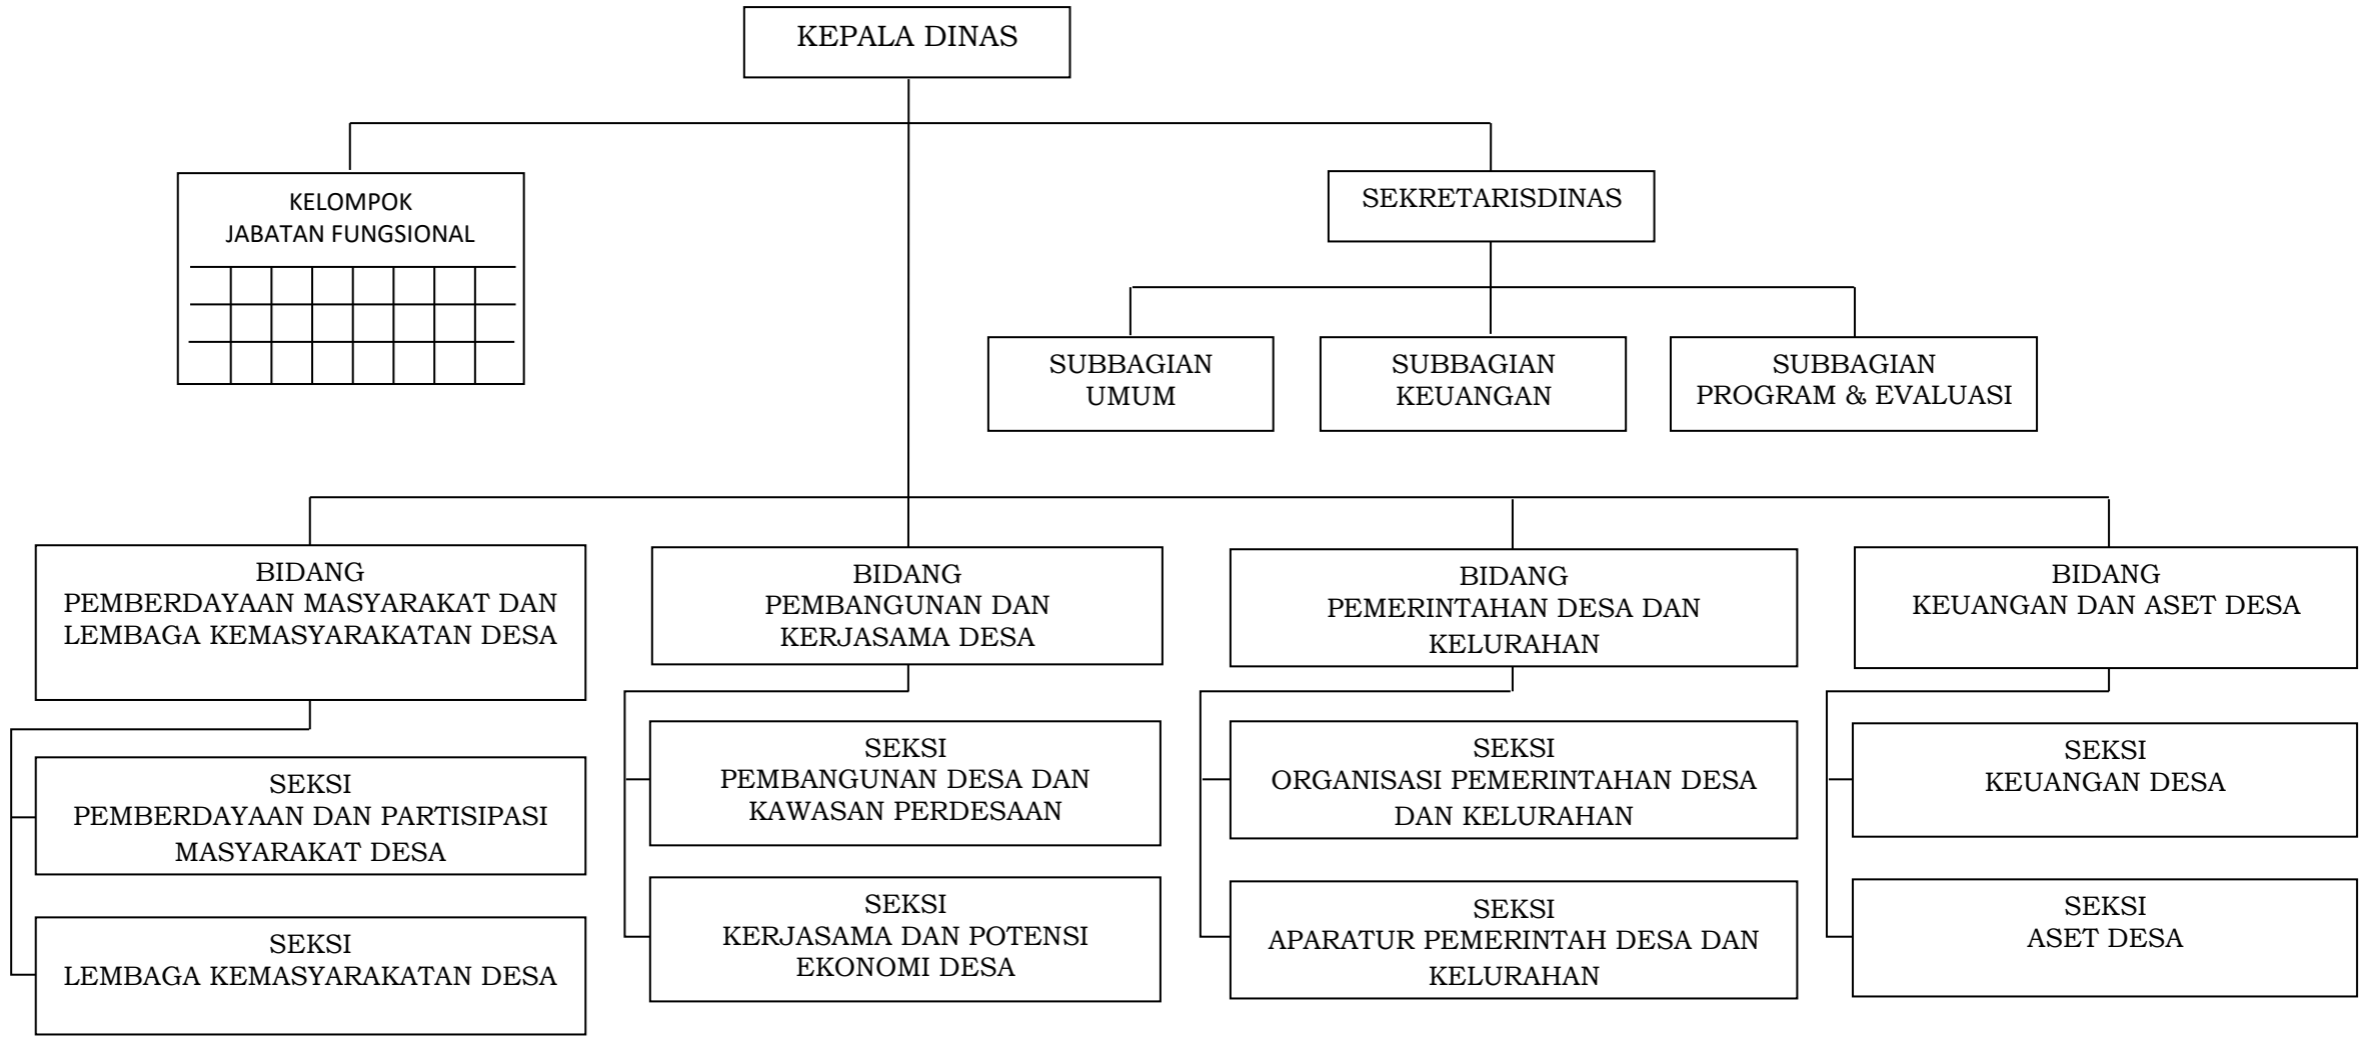 KEPALA DINAS
KELOMPOK
JABATAN FUNGSIONAL
SEKRETARISDINAS
SUBBAGIAN
UMUM
SUBBAGIAN
KEUANGAN
SUBBAGIAN
PROGRAM & EVALUASI
BIDANG
PEMBERDAYAAN MASYARAKAT DAN
LEMBAGA KEMASYARAKATAN DESA
BIDANG
PEMBANGUNAN DAN
KERJASAMA DESA
BIDANG
PEMERINTAHAN DESA DAN
KELURAHAN
BIDANG
KEUANGAN DAN ASET DESA
SEKSI
PEMBERDAYAAN DAN PARTISIPASI
MASYARAKAT DESA
SEKSI
PEMBANGUNAN DESA DAN
KAWASAN PERDESAAN
SEKSI
ORGANISASI PEMERINTAHAN DESA
DAN KELURAHAN
SEKSI
KEUANGAN DESA
SEKSI
LEMBAGA KEMASYARAKATAN DESA
SEKSI
KERJASAMA DAN POTENSI
EKONOMI DESA
SEKSI
APARATUR PEMERINTAH DESA DAN
KELURAHAN
SEKSI
ASET DESA